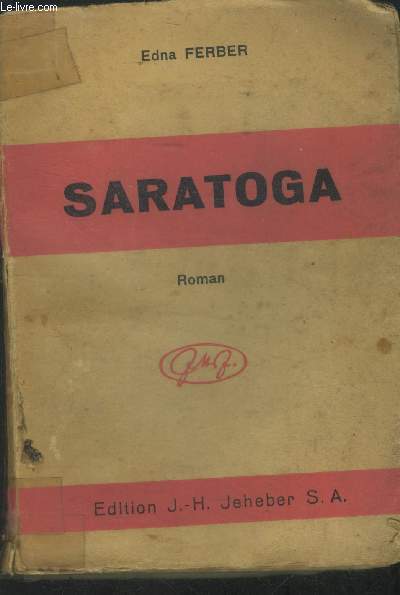 Le-livre.com
Edna FERBER
SARATOGA
Roman
Edition J.-H. Jeheber S.A.